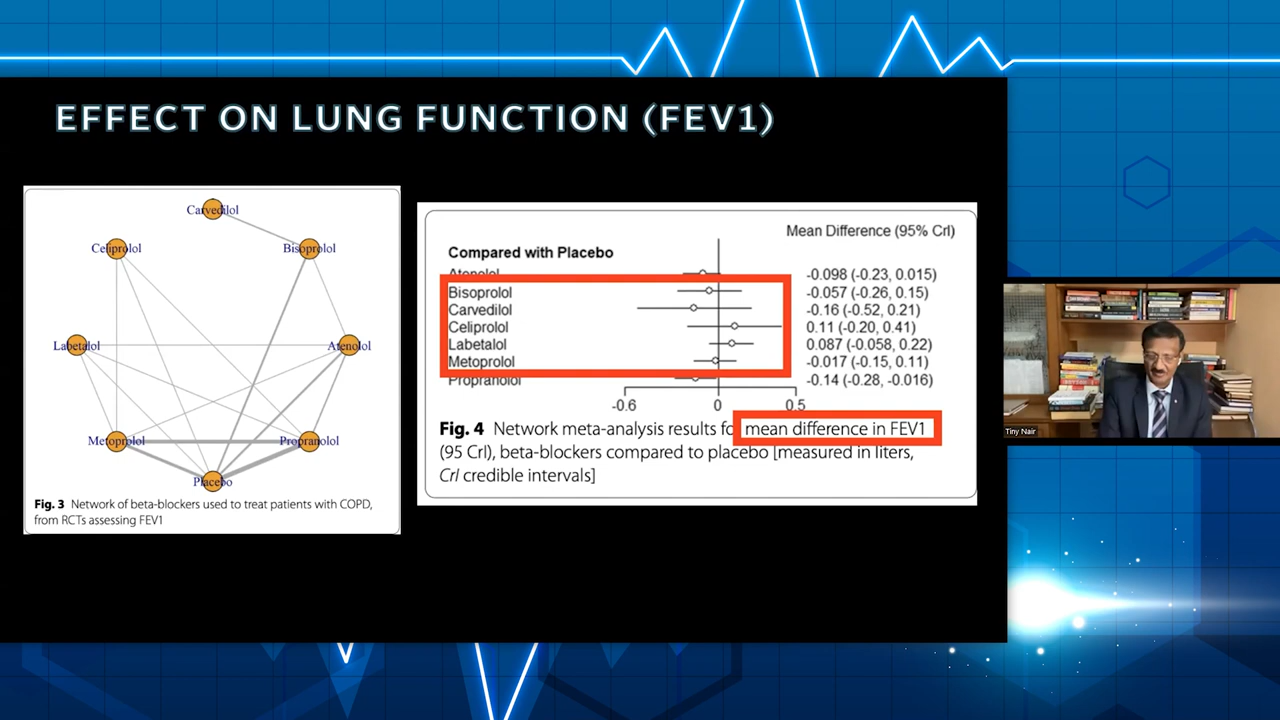 EFFECT ON LUNG FUNCTION (FEV1)
Carvedilol
Celiprolol
Bisoprolol
Labetalol
Atenolol
Metoprolol
Propranolol
Placebo
Fig. 3 Network of beta-blockers used to treat patients with COPD,
from RCTs assessing FEV1
Mean Difference (95% CrI)
Compared with Placebo
Atenolol -0.098 (-0.23, 0.015)
Bisoprolol -0.057 (-0.26, 0.15)
Carvedilol -0.16 (-0.52, 0.21)
Celiprolol 0.11 (-0.20, 0.41)
Labetalol 0.087 (-0.058, 0.22)
Metoprolol -0.017 (-0.15, 0.11)
Propranolol -0.14 (-0.28, -0.016)
-0.6 0 0.5
Fig. 4 Network meta-analysis results for mean difference in FEV1
(95 CrI), beta-blockers compared to placebo [measured in liters,
CrI credible intervals]
Tiny Nair